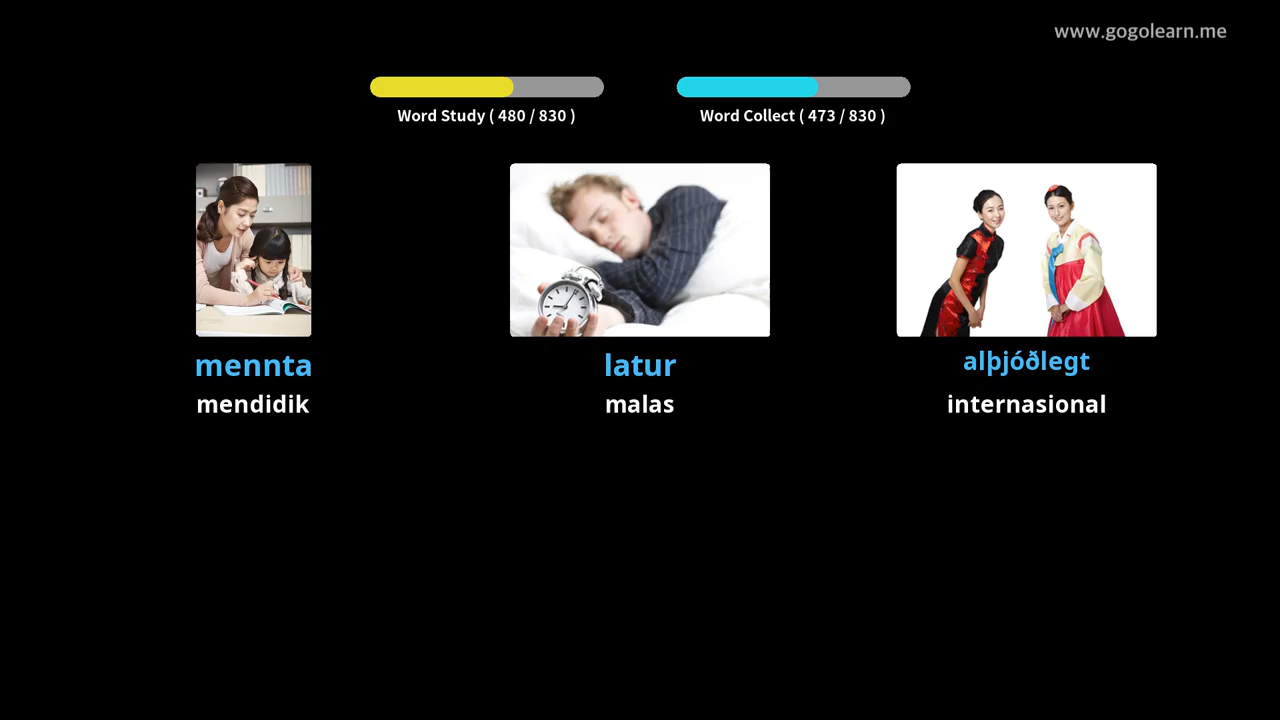 www.gogolearn.me
Word Study ( 480 / 830 )
Word Collect ( 473 / 830 )
mennta
mendidik
latur
malas
alþjóðlegt
internasional